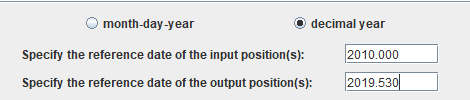 month-day-year decimal year
Specify the reference date of the input position(s): 2010.000
Specify the reference date of the output position(s): 2019.530